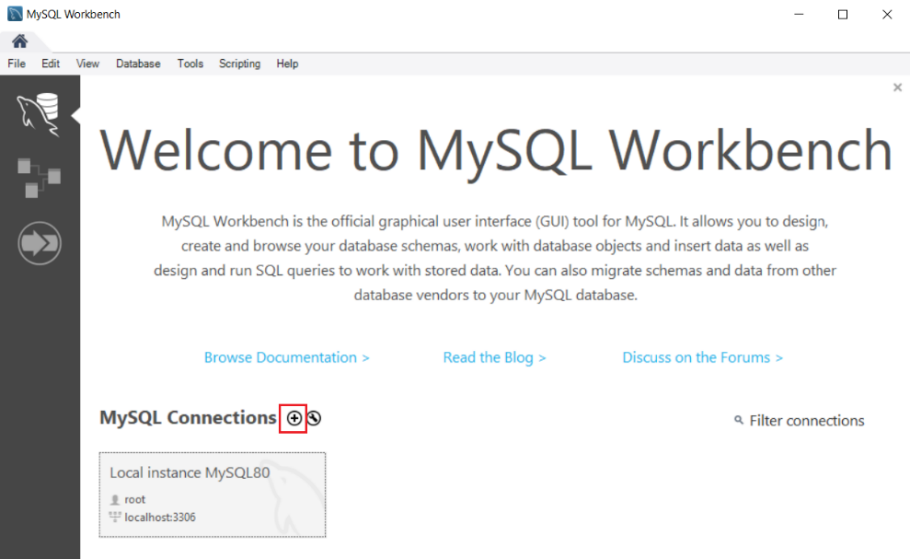 MySQL Workbench
File Edit View Database Tools Scripting Help
Welcome to MySQL Workbench
MySQL Workbench is the official graphical user interface (GUI) tool for MySQL. It allows you to design,
create and browse your database schemas, work with database objects and insert data as well as
design and run SQL queries to work with stored data. You can also migrate schemas and data from other
database vendors to your MySQL database.
Browse Documentation > Read the Blog > Discuss on the Forums >
MySQL Connections Filter connections
Local instance MySQL80
root
localhost:3306